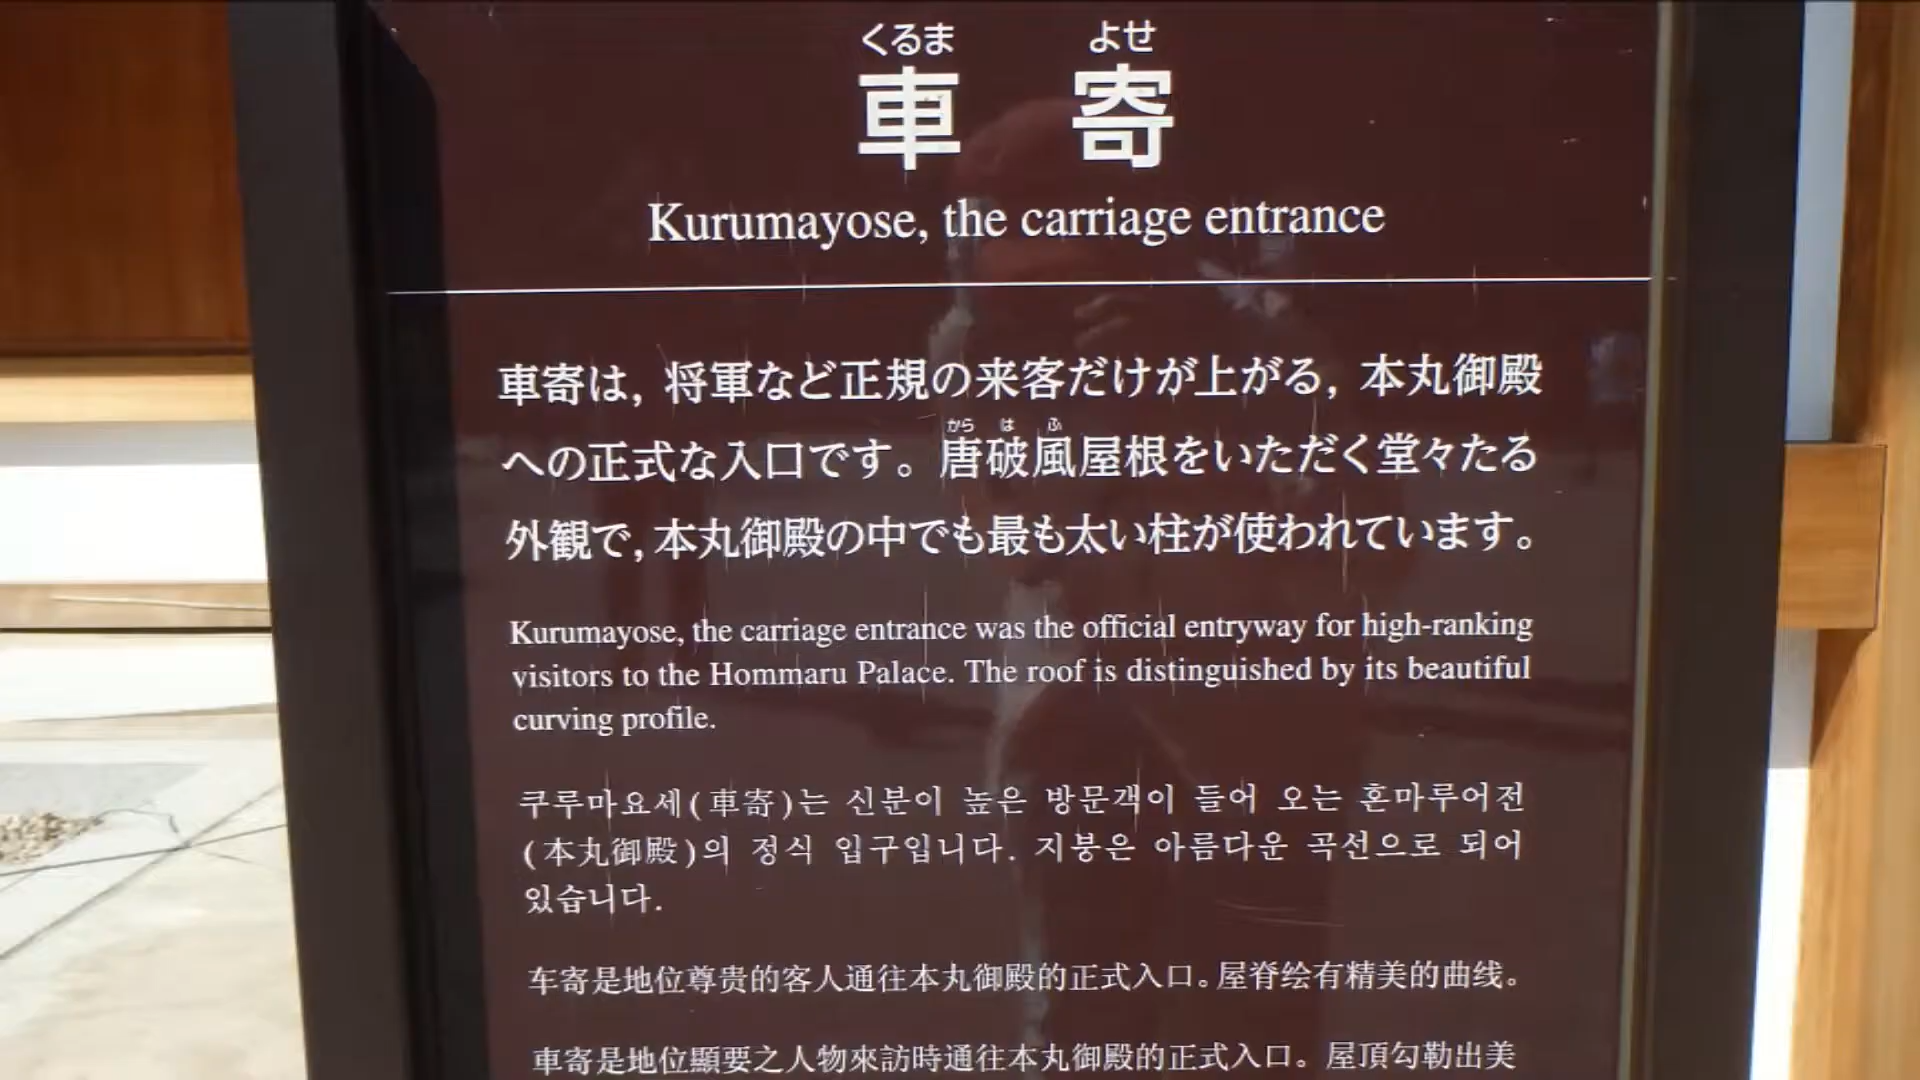 くるま よせ
車 寄
Kurumayose, the carriage entrance
車寄は, 将軍など正規の来客だけが上がる, 本丸御殿
から は ふ
への正式な入口です。唐破風屋根をいただく堂々たる
外観で, 本丸御殿の中でも最も太い柱が使われています。
Kurumayose, the carriage entrance was the official entryway for high-ranking
visitors to the Hommaru Palace. The roof is distinguished by its beautiful
curving profile.
쿠루마요세(車寄)는 신분이 높은 방문객이 들어 오는 혼마루어전
(本丸御殿)의 정식 입구입니다. 지붕은 아름다운 곡선으로 되어
있습니다.
车寄是地位尊贵的客人通往本丸御殿的正式入口。屋脊绘有精美的曲线。
車寄是地位顯要之人物來訪時通往本丸御殿的正式入口。屋頂勾勒出美